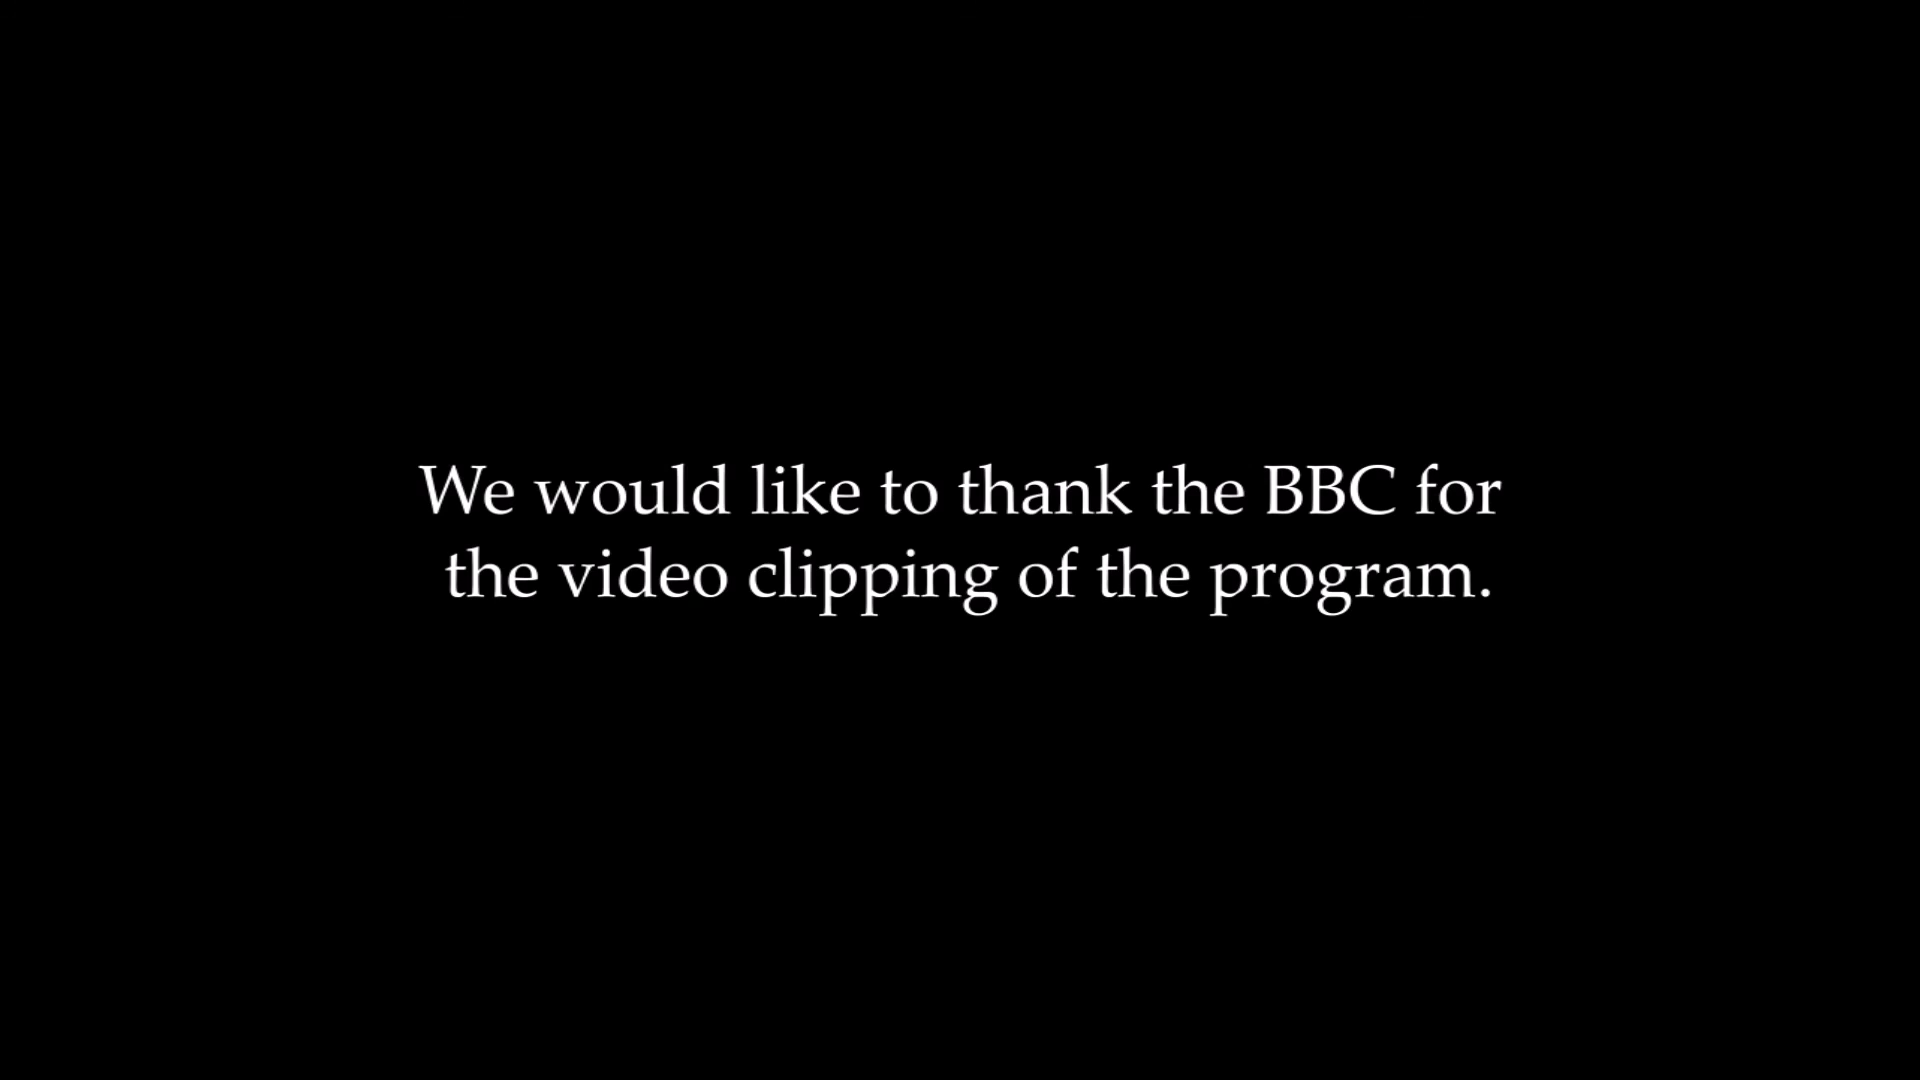 We would like to thank the BBC for
the video clipping of the program.